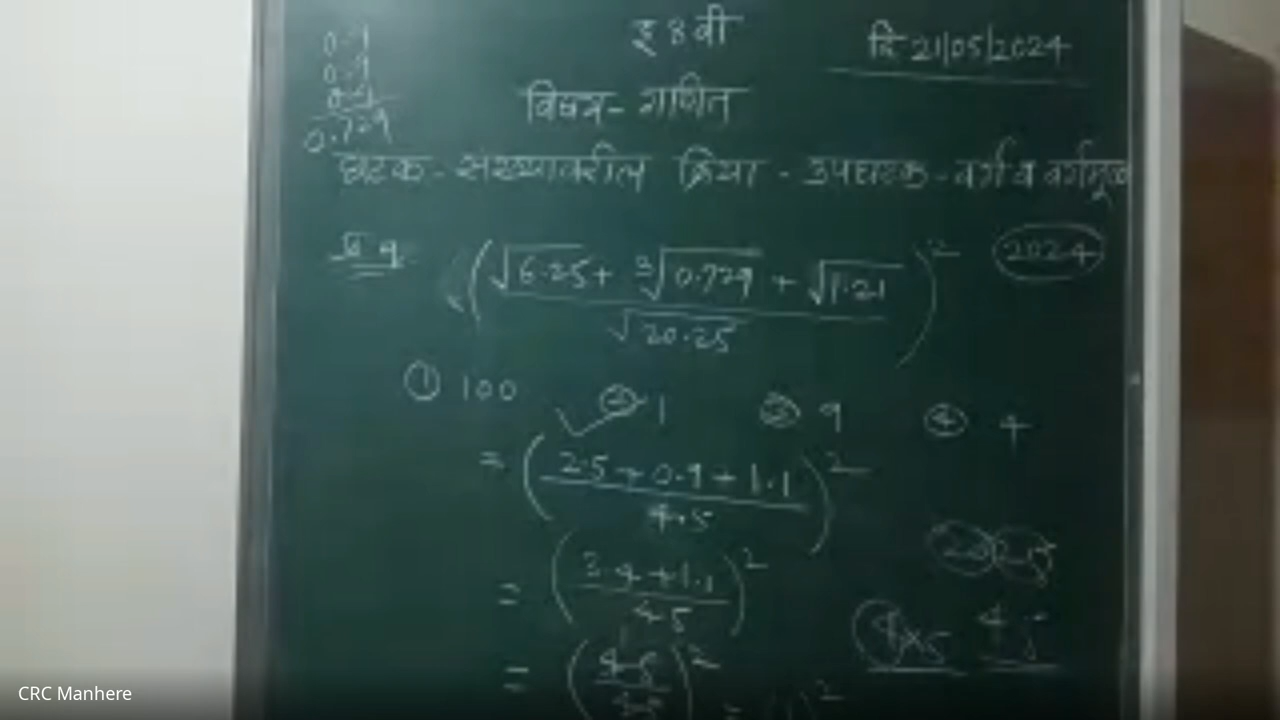 0.9
0.9
0.9
0.729
इ 8 वी
दि 21/05/2024
विषय - गणित
घटक - संख्यावरील क्रिया - उपघटक - वर्ग व वर्गमूळ
(√6.25 + ³√0.729 + √1.21 / √20.25)²
2024
① 100 ② 1 ③ 9 ④ 4
= (2.5 + 0.9 + 1.1 / 4.5)²
= (3.4 + 1.1 / 4.5)²
20 25
4×5 4 5
= (4.5 / 4.5)²
CRC Manhere